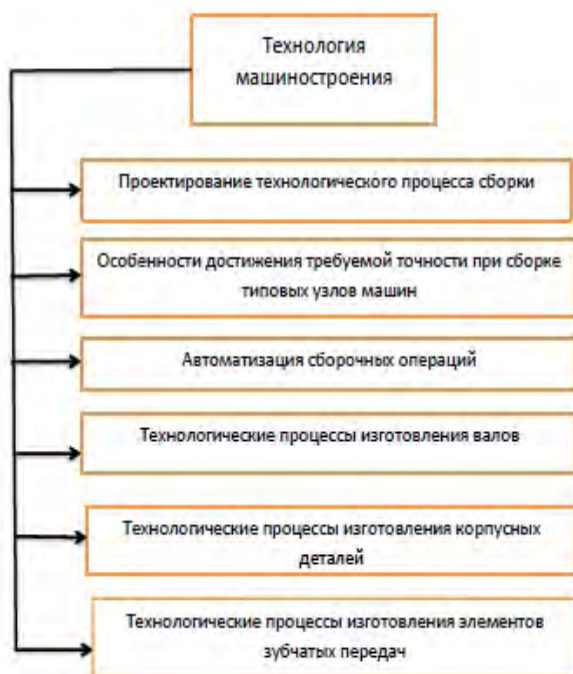 Технология
машиностроения
Проектирование технологического процесса сборки
Особенности достижения требуемой точности при сборке
типовых узлов машин
Автоматизация сборочных операций
Технологические процессы изготовления валов
Технологические процессы изготовления корпусных
деталей
Технологические процессы изготовления элементов
зубчатых передач